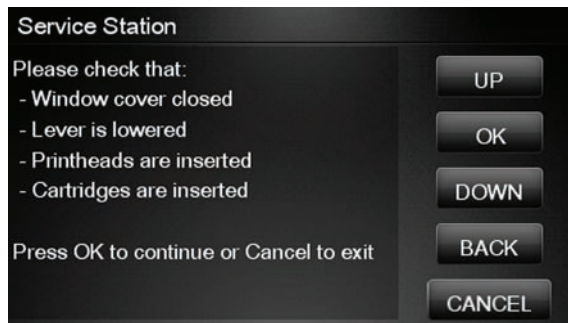 Service Station
Please check that:
- Window cover closed
- Lever is lowered
- Printheads are inserted
- Cartridges are inserted
Press OK to continue or Cancel to exit
UP
OK
DOWN
BACK
CANCEL